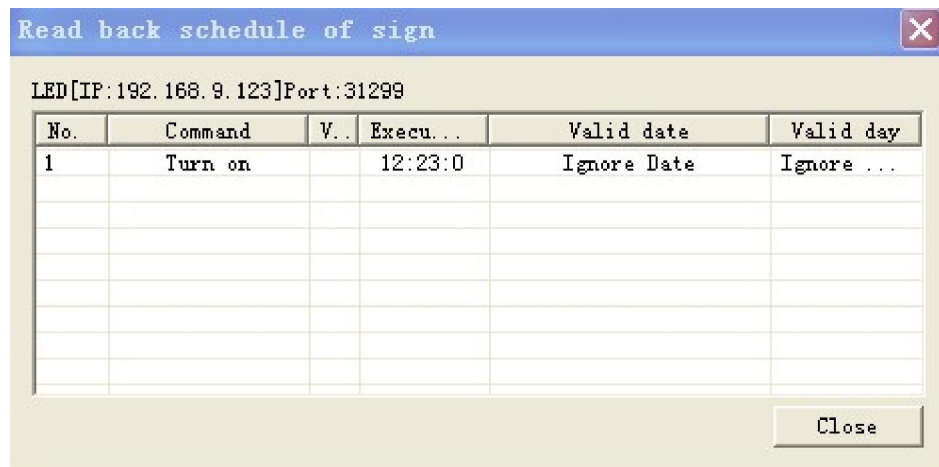 Read back schedule of sign
LED[IP:192.168.9.123]Port:31299
No. Command V.. Execu... Valid date Valid day
1 Turn on 12:23:0 Ignore Date Ignore ...
Close